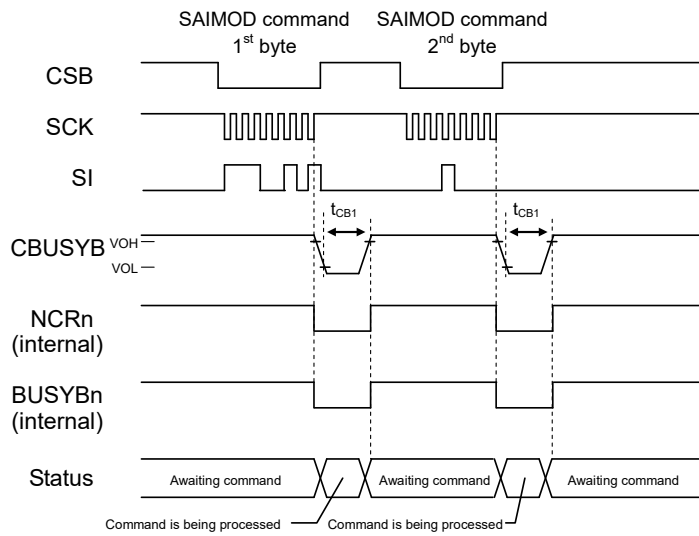 SAIMOD command
1st byte
SAIMOD command
2nd byte
CSB
SCK
SI
tCB1
tCB1
CBUSYB
VOH
VOL
NCRn
(internal)
BUSYBn
(internal)
Status
Awaiting command
Awaiting command
Awaiting command
Command is being processed
Command is being processed